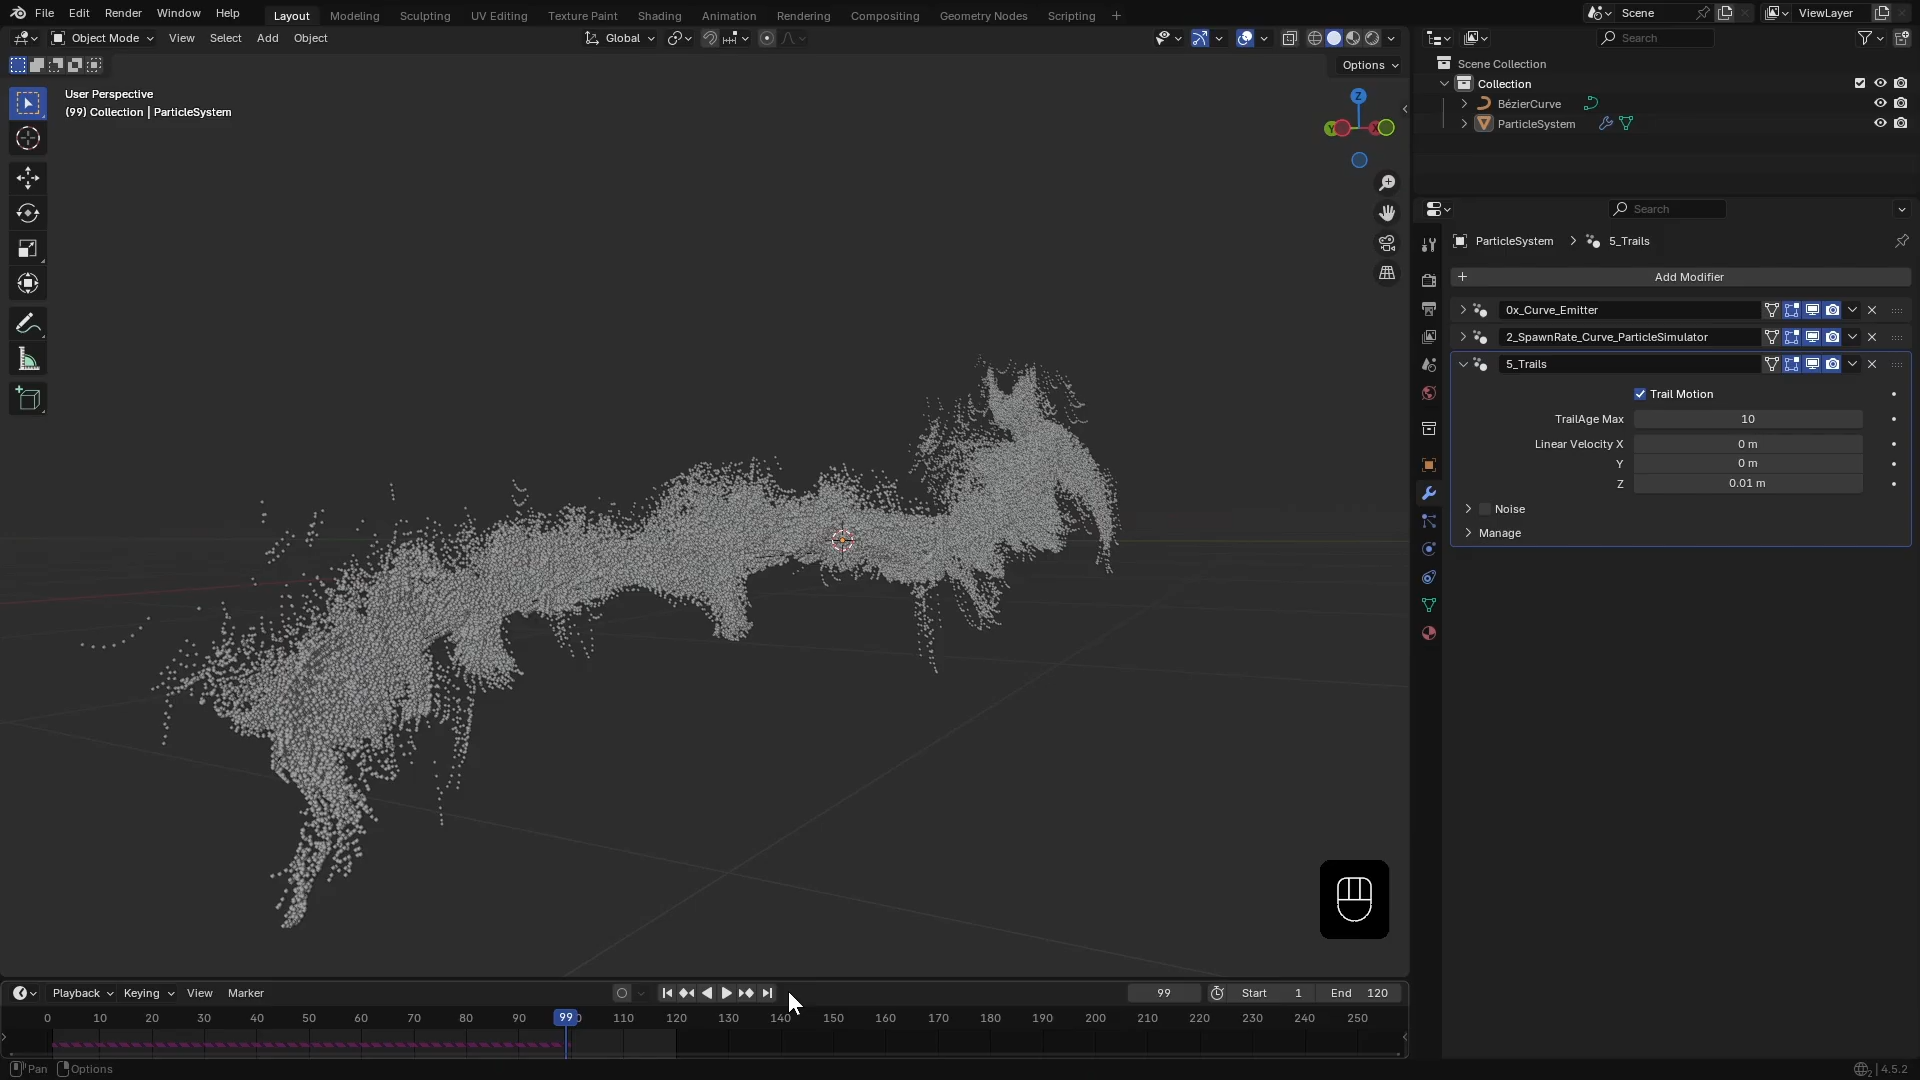 File Edit Render Window Help Layout Modeling Sculpting UV Editing Texture Paint Shading Animation Rendering Compositing Geometry Nodes Scripting + Scene ViewLayer
Object Mode View Select Add Object Global Search
Options
User Perspective
(99) Collection | ParticleSystem
Z
Scene Collection
Collection
BézierCurve
ParticleSystem
Search
ParticleSystem > 5_Trails
+ Add Modifier
0x_Curve_Emitter
2_SpawnRate_Curve_ParticleSimulator
5_Trails
Trail Motion
TrailAge Max 10
Linear Velocity X 0 m
Y 0 m
Z 0.01 m
Noise
Manage
Playback Keying View Marker 99 Start 1 End 120
0 10 20 30 40 50 60 70 80 90 99 110 120 130 140 150 160 170 180 190 200 210 220 230 240 250
Pan Options 4.5.2